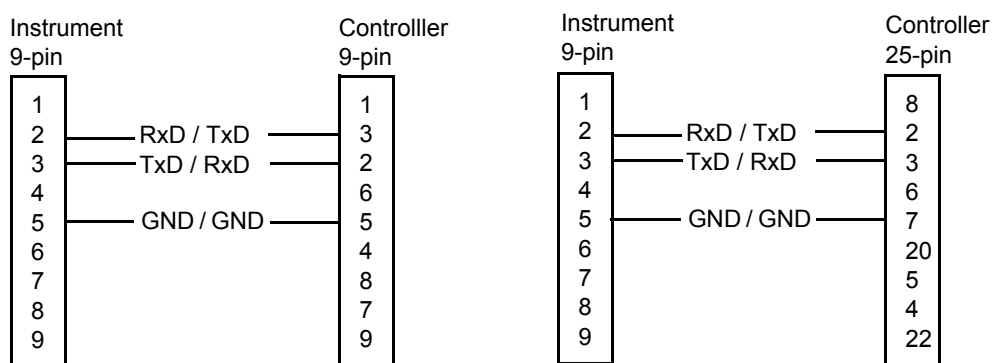 Instrument
9-pin
Controlller
9-pin
1 1
2 RxD / TxD 3
3 TxD / RxD 2
4 6
5 GND / GND 5
6 4
7 8
8 7
9 9
Instrument
9-pin
Controller
25-pin
1 8
2 RxD / TxD 2
3 TxD / RxD 3
4 6
5 GND / GND 7
6 20
7 5
8 4
9 22